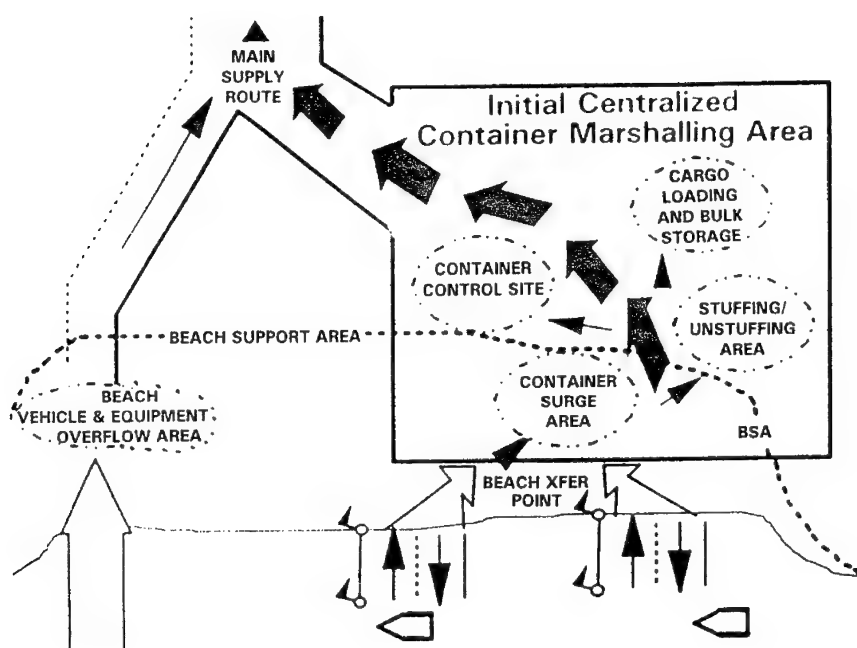 MAIN
SUPPLY
ROUTE
Initial Centralized
Container Marshalling Area
CARGO
LOADING
AND BULK
STORAGE
CONTAINER
CONTROL SITE
STUFFING/
UNSTUFFING
AREA
BEACH SUPPORT AREA
CONTAINER
SURGE
AREA
BEACH
VEHICLE & EQUIPMENT
OVERFLOW AREA
BSA
BEACH XFER
POINT